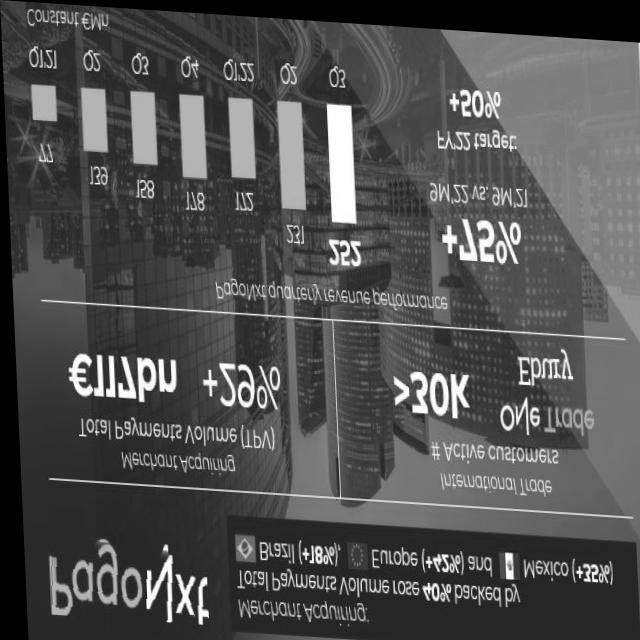 PagoNxt
Merchant Acquiring:
Total Payments Volume rose 40% backed by
Brazil (+18%), Europe (+42%) and Mexico (+35%)
Merchant Acquiring
Total Payments Volume (TPV)
€117bn +29%
International Trade
# Active customers
>30K
One Trade
Ebury
PagoNxt quarterly revenue performance
77 139 158 178 172 231 252
Q1'21 Q2 Q3 Q4 Q1'22 Q2 Q3
Constant €Mn
+75%
9M'22 vs. 9M'21
FY'22 target:
+50%